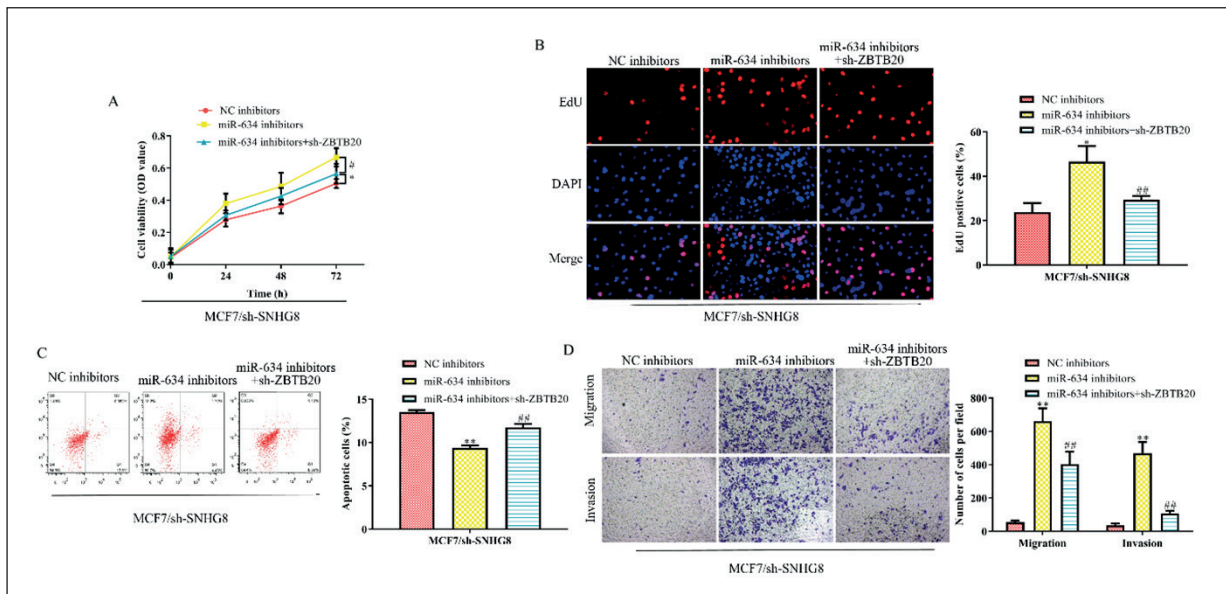 A
NC inhibitors
miR-634 inhibitors
miR-634 inhibitors+sh-ZBTB20
Cell viability (OD value)
0.8
0.6
0.4
0.2
0.0
#
*
0 24 48 72
Time (h)
MCF7/sh-SNHG8
B
NC inhibitors miR-634 inhibitors miR-634 inhibitors
+sh-ZBTB20
EdU
DAPI
Merge
MCF7/sh-SNHG8
NC inhibitors
miR-634 inhibitors
miR-634 inhibitors+sh-ZBTB20
EdU positive cells (%)
60
40
20
0
*
##
MCF7/sh-SNHG8
C
NC inhibitors miR-634 inhibitors miR-634 inhibitors
+sh-ZBTB20
MCF7/sh-SNHG8
NC inhibitors
miR-634 inhibitors
miR-634 inhibitors+sh-ZBTB20
Apoptotic cells (%)
15
10
5
0
**
##
MCF7/sh-SNHG8
D
NC inhibitors miR-634 inhibitors miR-634 inhibitors
+sh-ZBTB20
Migration
Invasion
MCF7/sh-SNHG8
NC inhibitors
miR-634 inhibitors
miR-634 inhibitors+sh-ZBTB20
Number of cells per field
1000
800
600
400
200
0
**
##
**
##
Migration Invasion